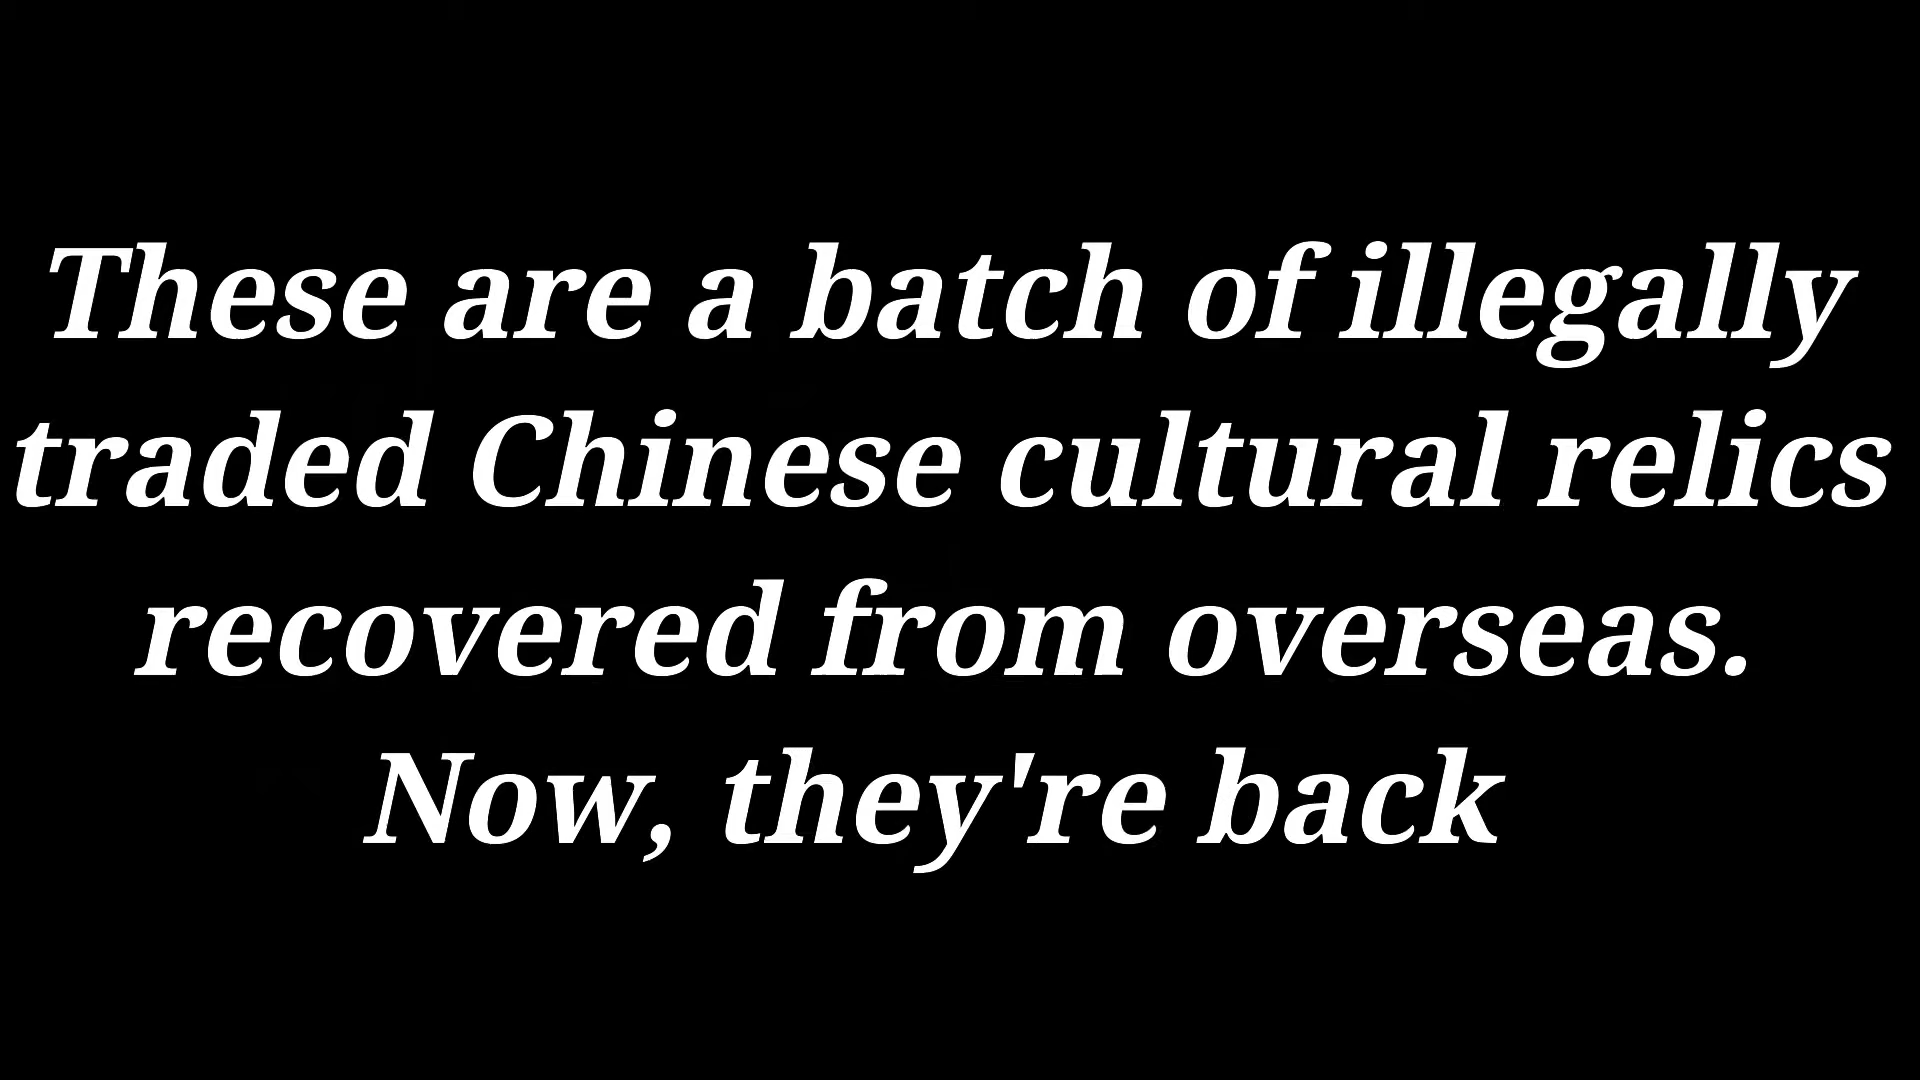 These are a batch of illegally
traded Chinese cultural relics
recovered from overseas.
Now, they're back